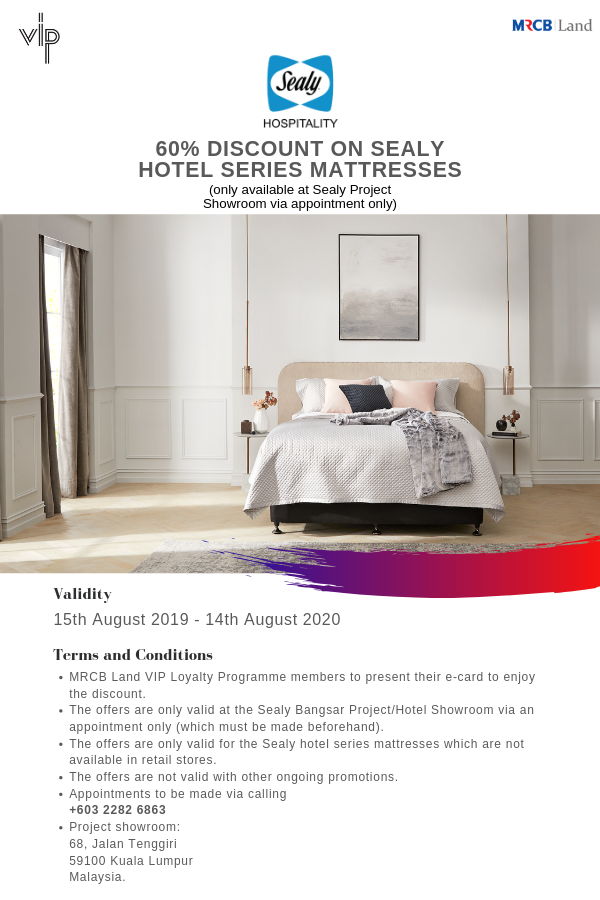 vip
MRCB Land
Sealy
HOSPITALITY
60% DISCOUNT ON SEALY
HOTEL SERIES MATTRESSES
(only available at Sealy Project
Showroom via appointment only)
Validity
15th August 2019 - 14th August 2020
Terms and Conditions
• MRCB Land VIP Loyalty Programme members to present their e-card to enjoy
the discount.
• The offers are only valid at the Sealy Bangsar Project/Hotel Showroom via an
appointment only (which must be made beforehand).
• The offers are only valid for the Sealy hotel series mattresses which are not
available in retail stores.
• The offers are not valid with other ongoing promotions.
• Appointments to be made via calling
+603 2282 6863
• Project showroom:
68, Jalan Tenggiri
59100 Kuala Lumpur
Malaysia.